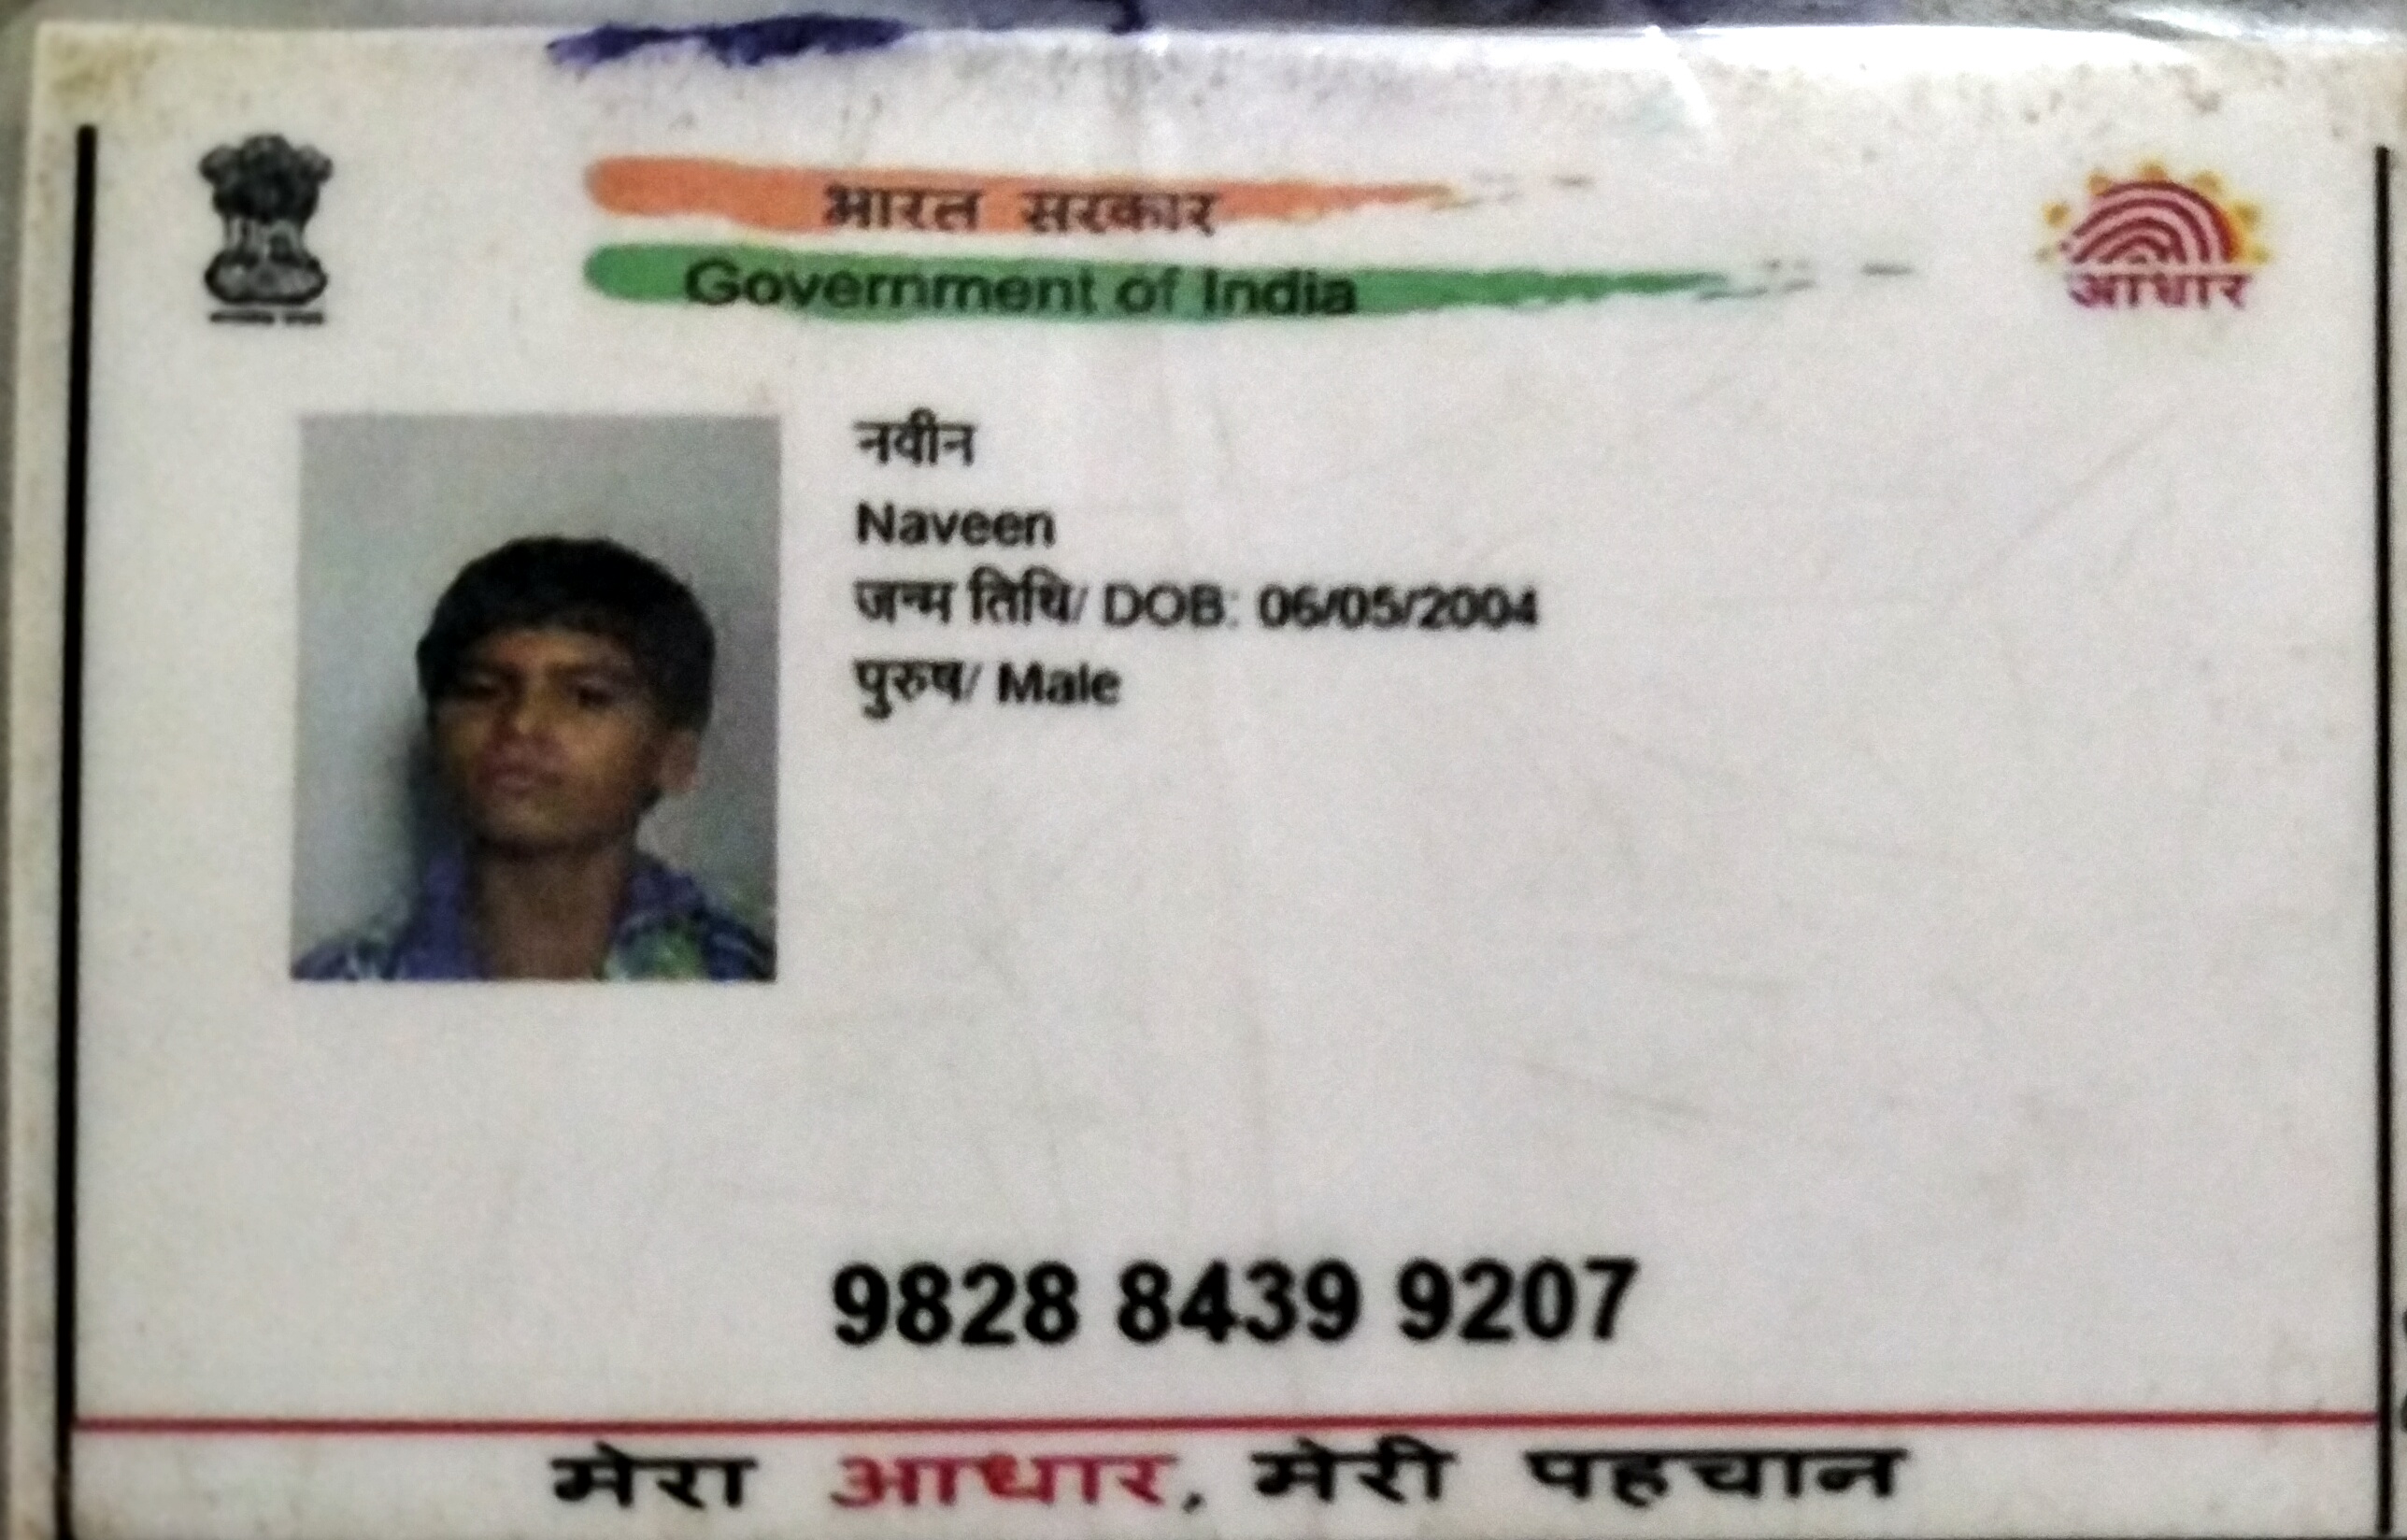 भारत सरकार
Government of India
आधार
नवीन
Naveen
जन्म तिथि/ DOB: 06/05/2004
पुरुष/ Male
9828 8439 9207
मेरा आधार, मेरी पहचान